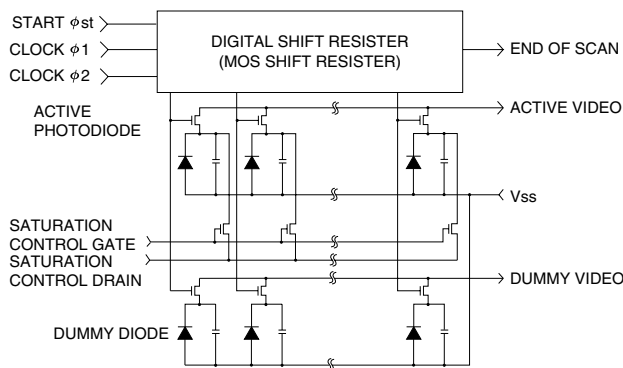 START φst
CLOCK φ1
CLOCK φ2
DIGITAL SHIFT RESISTER
(MOS SHIFT RESISTER)
END OF SCAN
ACTIVE
PHOTODIODE
ACTIVE VIDEO
Vss
SATURATION
CONTROL GATE
SATURATION
CONTROL DRAIN
DUMMY VIDEO
DUMMY DIODE